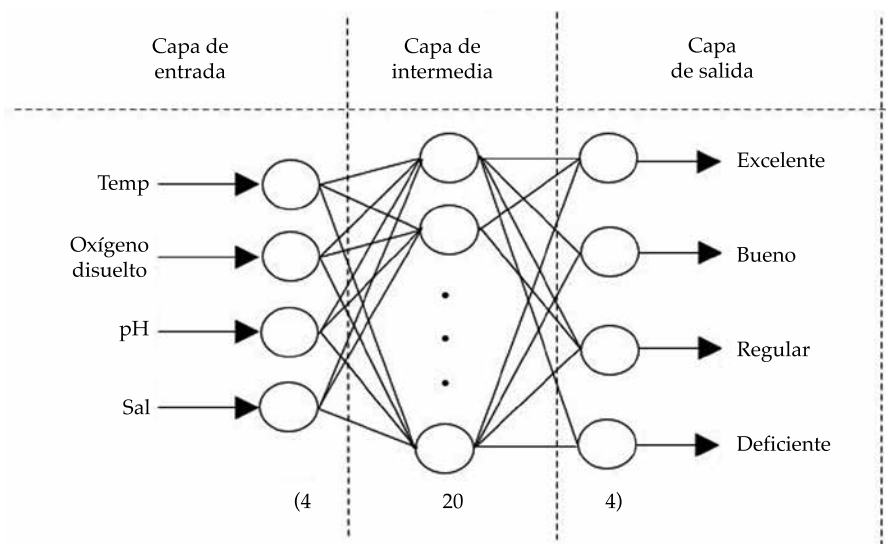 Capa de
entrada
Capa de
intermedia
Capa
de salida
Temp
Oxígeno
disuelto
pH
Sal
Excelente
Bueno
Regular
Deficiente
(4
20
4)